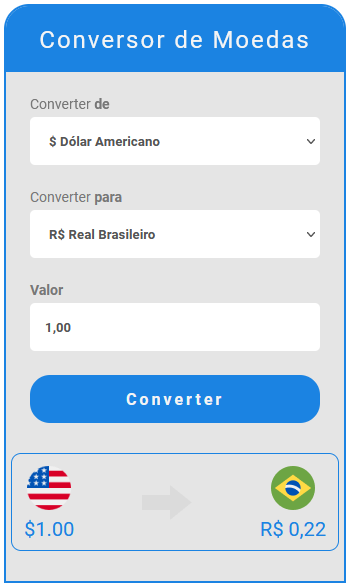 Conversor de Moedas
Converter de
$ Dólar Americano
Converter para
R$ Real Brasileiro
Valor
1,00
Converter
$1.00 R$ 0,22